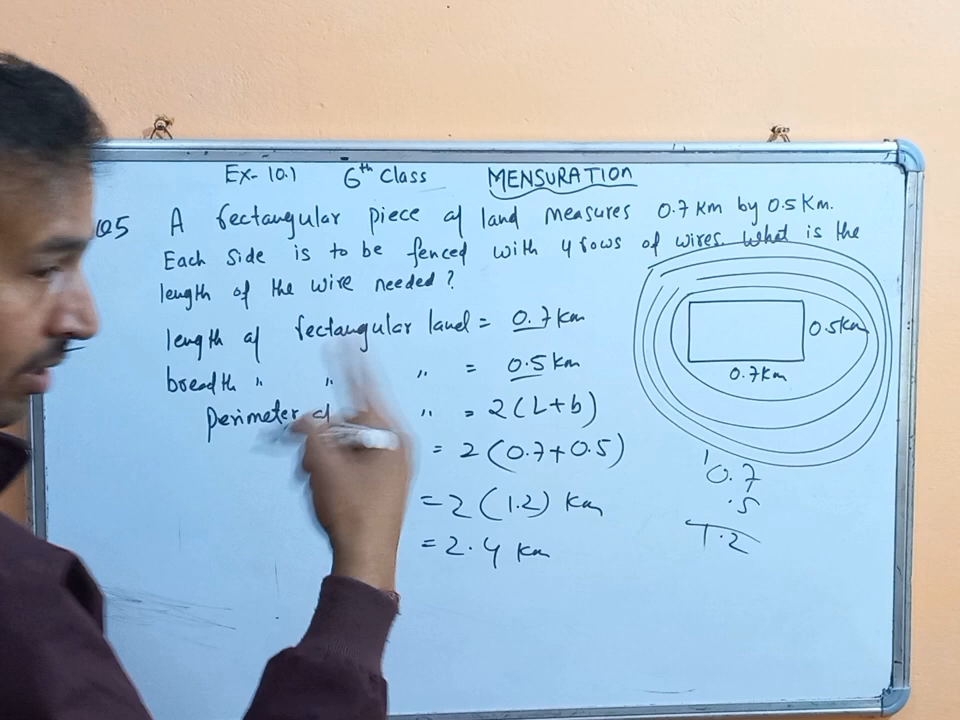 Ex- 10.1 6th Class MENSURATION
Q5 A rectangular piece of land measures 0.7 km by 0.5 Km.
Each side is to be fenced with 4 rows of wires. What is the
length of the wire needed?
length of rectangular land = 0.7 km
breadth " " " = 0.5 km
Perimeter of " = 2(L+b)
= 2(0.7+0.5)
= 2(1.2) km
= 2.4 km
0.5km
0.7km
1
0.7
.5
1.2